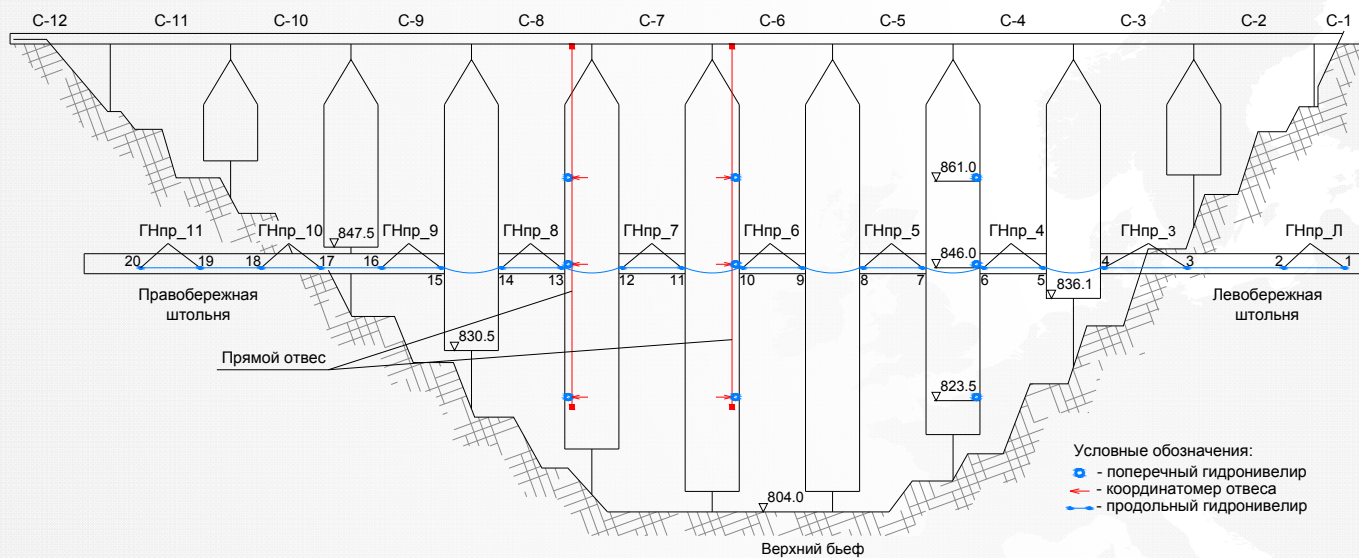 С-12 С-11 С-10 С-9 С-8 С-7 С-6 С-5 С-4 С-3 С-2 С-1
861.0
ГНпр_11 ГНпр_10 847.5 ГНпр_9 ГНпр_8 ГНпр_7 ГНпр_6 ГНпр_5 846.0 ГНпр_4 ГНпр_3 ГНпр_Л
20 19 18 17 16 15 14 13 12 11 10 9 8 7 6 5 4 3 2 1
836.1
Правобережная
штольня
Левобережная
штольня
830.5
Прямой отвес
823.5
Условные обозначения:
- поперечный гидронивелир
- координатомер отвеса
- продольный гидронивелир
804.0
Верхний бьеф